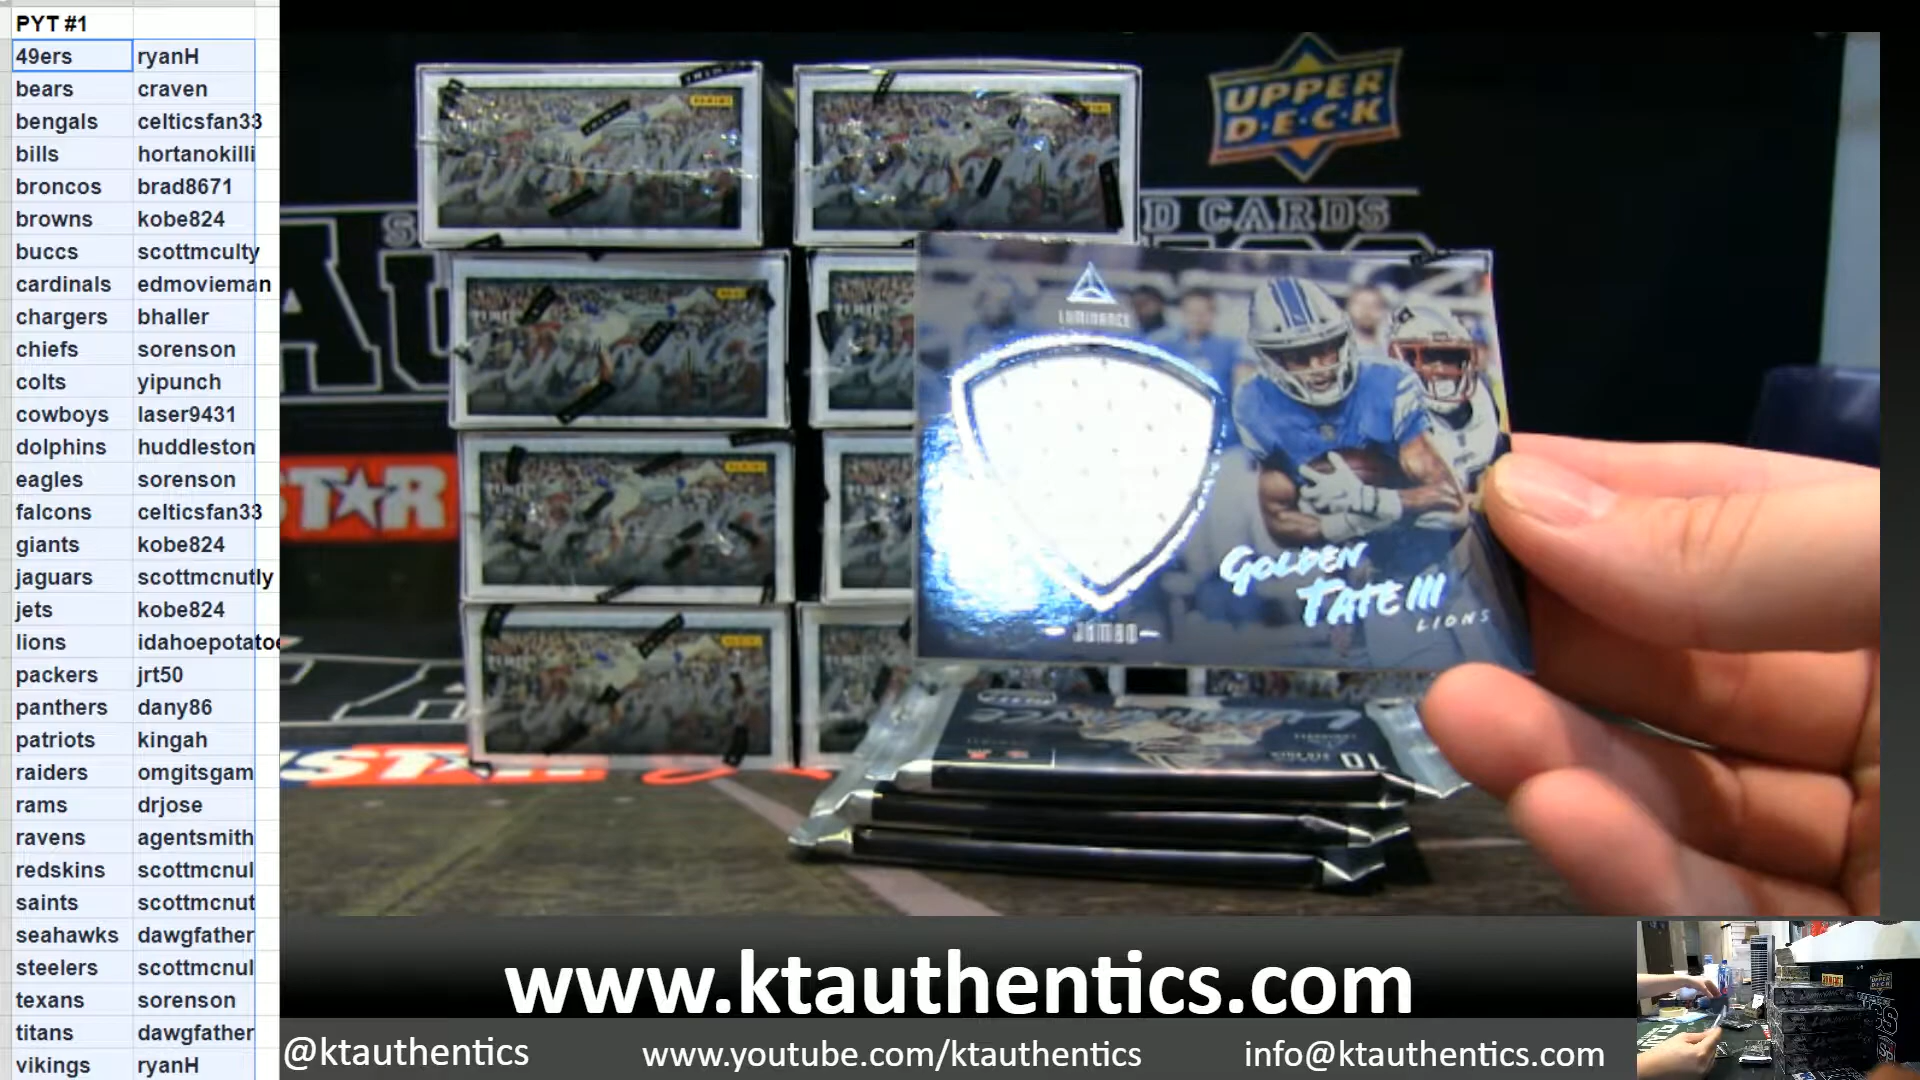 PYT #1
49ers ryanH
bears craven
bengals celticsfan33
bills hortanokilli
broncos brad8671
browns kobe824
buccs scottmculty
cardinals edmovieman
chargers bhaller
chiefs sorenson
colts yipunch
cowboys laser9431
dolphins huddleston
eagles sorenson
falcons celticsfan33
giants kobe824
jaguars scottmcnutly
jets kobe824
lions idahoepotatoe
packers jrt50
panthers dany86
patriots kingah
raiders omgitsgam
rams drjose
ravens agentsmith
redskins scottmcnul
saints scottmcnut
seahawks dawgfather
steelers scottmcnul
texans sorenson
titans dawgfather
vikings ryanH
UPPER
D·E·C·K
D CARDS
STAR
LUMINANCE
GOLDEN
TATE III
LIONS
JUMBO
LUMINANCE
10
www.ktauthentics.com
@ktauthentics
www.youtube.com/ktauthentics
info@ktauthentics.com